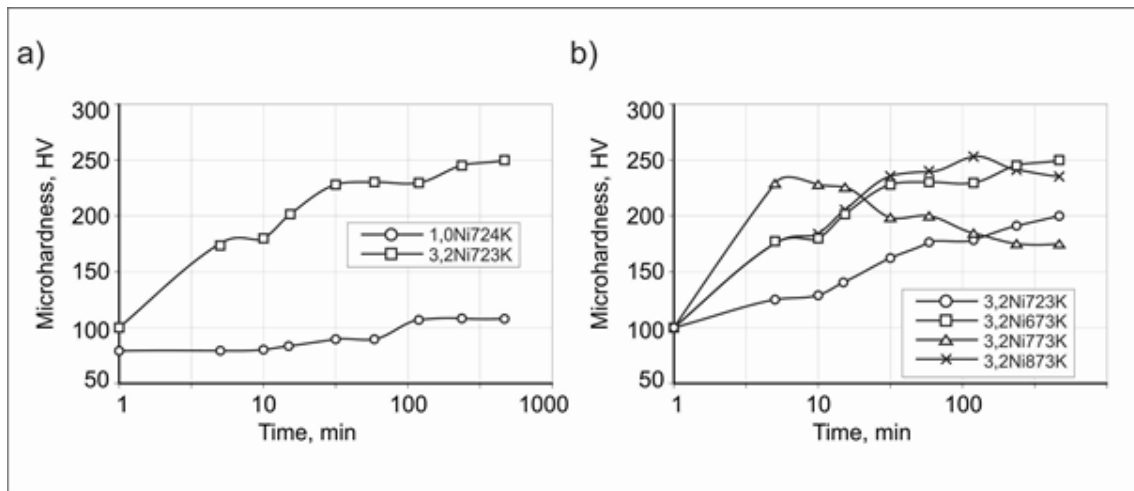 a)
Microhardness, HV
300
250
200
150
100
50
1,0Ni724K
3,2Ni723K
1 10 100 1000
Time, min
b)
Microhardness, HV
300
250
200
150
100
50
3,2Ni723K
3,2Ni673K
3,2Ni773K
3,2Ni873K
1 10 100
Time, min